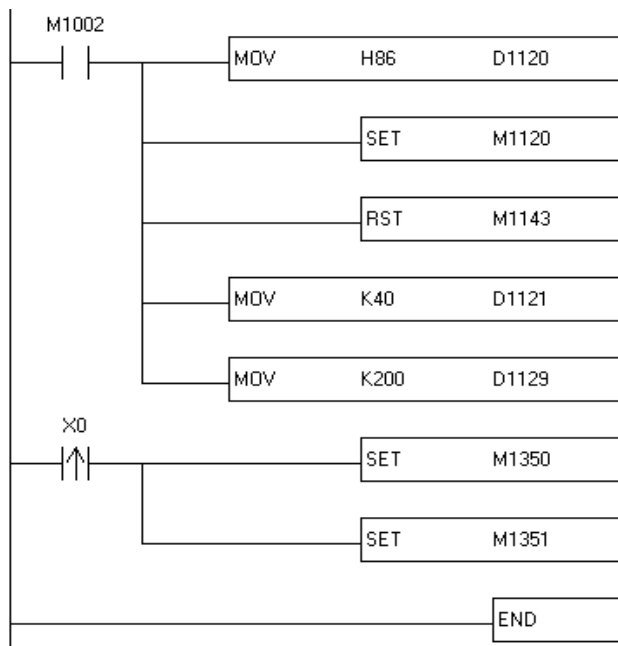 M1002
MOV H86 D1120
SET M1120
RST M1143
MOV K40 D1121
MOV K200 D1129
X0
SET M1350
SET M1351
END